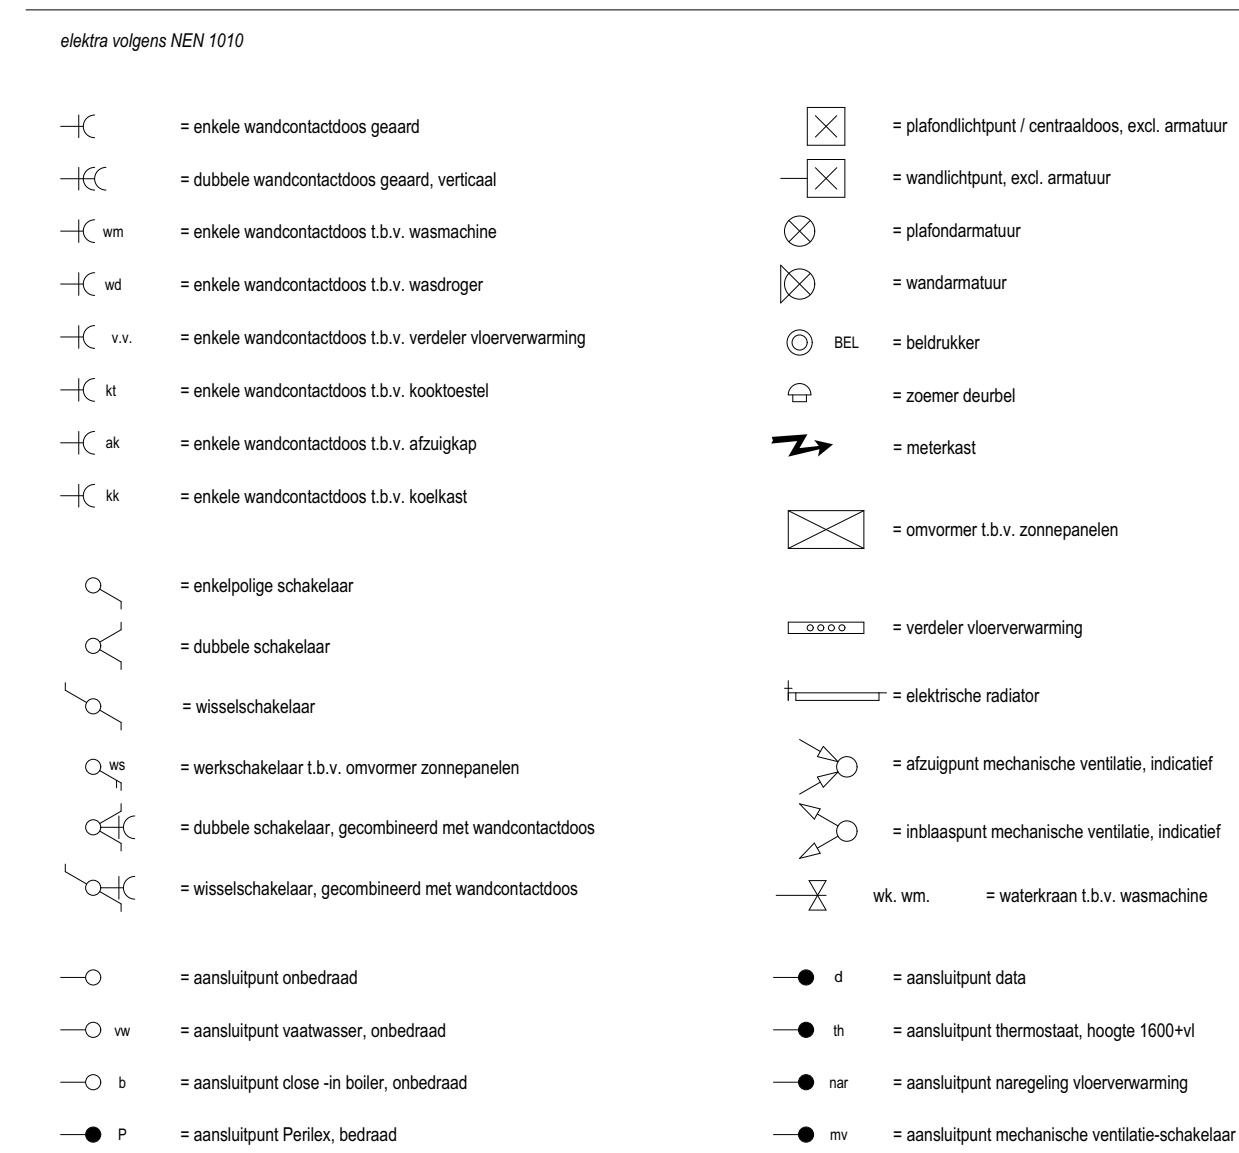 elektra volgens NEN 1010
= enkele wandcontactdoos geaard
= dubbele wandcontactdoos geaard, verticaal
wm = enkele wandcontactdoos t.b.v. wasmachine
wd = enkele wandcontactdoos t.b.v. wasdroger
v.v. = enkele wandcontactdoos t.b.v. verdeler vloerverwarming
kt = enkele wandcontactdoos t.b.v. kooktoestel
ak = enkele wandcontactdoos t.b.v. afzuigkap
kk = enkele wandcontactdoos t.b.v. koelkast
= enkelpolige schakelaar
= dubbele schakelaar
= wisselschakelaar
ws = werkschakelaar t.b.v. omvormer zonnepanelen
= dubbele schakelaar, gecombineerd met wandcontactdoos
= wisselschakelaar, gecombineerd met wandcontactdoos
= aansluitpunt onbedraad
vw = aansluitpunt vaatwasser, onbedraad
b = aansluitpunt close -in boiler, onbedraad
P = aansluitpunt Perilex, bedraad
= plafondlichtpunt / centraaldoos, excl. armatuur
= wandlichtpunt, excl. armatuur
= plafondarmatuur
= wandarmatuur
BEL = beldrukker
= zoemer deurbel
= meterkast
= omvormer t.b.v. zonnepanelen
= verdeler vloerverwarming
= elektrische radiator
= afzuigpunt mechanische ventilatie, indicatief
= inblaaspunt mechanische ventilatie, indicatief
wk. wm. = waterkraan t.b.v. wasmachine
d = aansluitpunt data
th = aansluitpunt thermostaat, hoogte 1600+vl
nar = aansluitpunt naregeling vloerverwarming
mv = aansluitpunt mechanische ventilatie-schakelaar